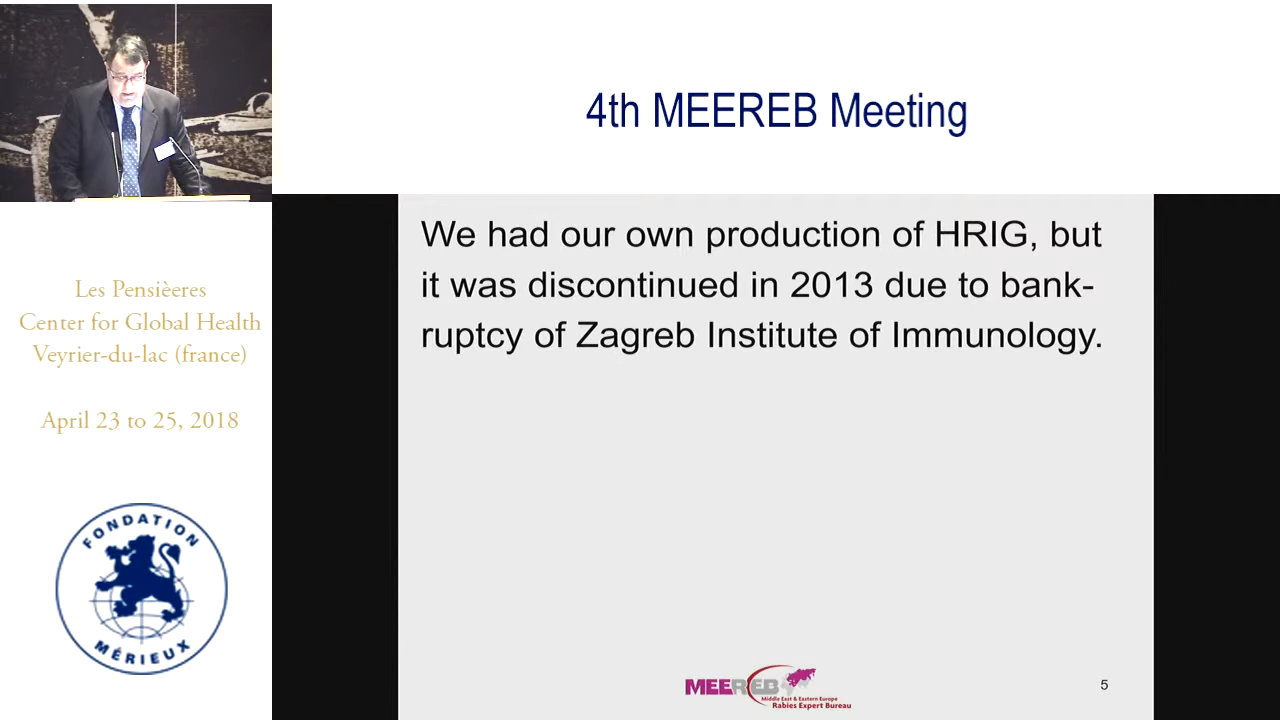 4th MEEREB Meeting
We had our own production of HRIG, but
it was discontinued in 2013 due to bank-
ruptcy of Zagreb Institute of Immunology.
Les Pensièeres
Center for Global Health
Veyrier-du-lac (france)
April 23 to 25, 2018
FONDATION
MÉRIEUX
MEEREB
Middle East & Eastern Europe
Rabies Expert Bureau
5